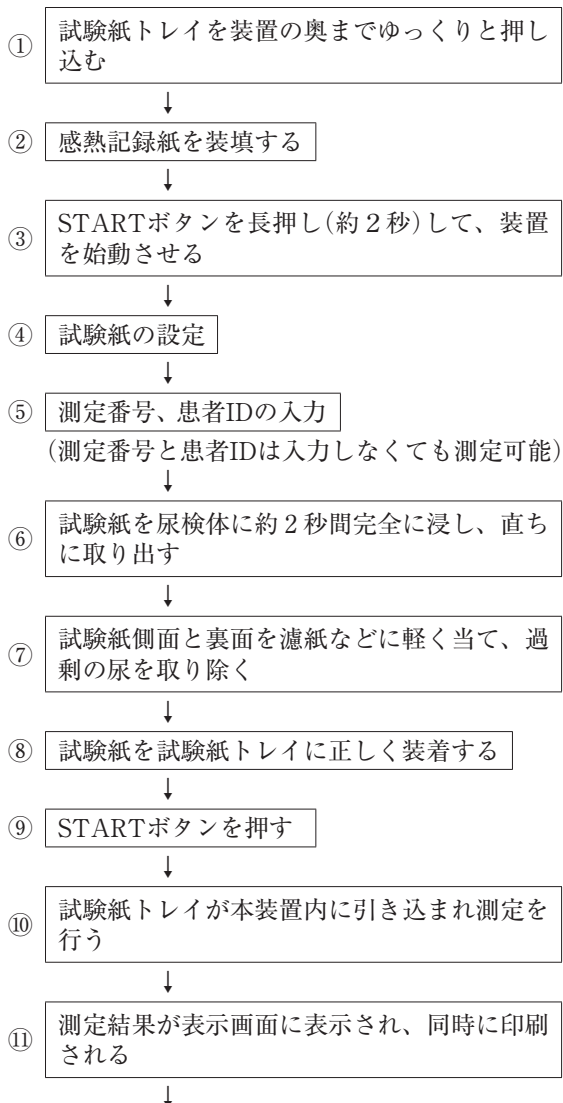 ① 試験紙トレイを装置の奥までゆっくりと押し
込む
↓
② 感熱記録紙を装填する
↓
③ STARTボタンを長押し(約2秒)して、装置
を始動させる
↓
④ 試験紙の設定
↓
⑤ 測定番号、患者IDの入力
(測定番号と患者IDは入力しなくても測定可能)
↓
⑥ 試験紙を尿検体に約2秒間完全に浸し、直ち
に取り出す
↓
⑦ 試験紙側面と裏面を濾紙などに軽く当て、過
剰の尿を取り除く
↓
⑧ 試験紙を試験紙トレイに正しく装着する
↓
⑨ STARTボタンを押す
↓
⑩ 試験紙トレイが本装置内に引き込まれ測定を
行う
↓
⑪ 測定結果が表示画面に表示され、同時に印刷
される
↓